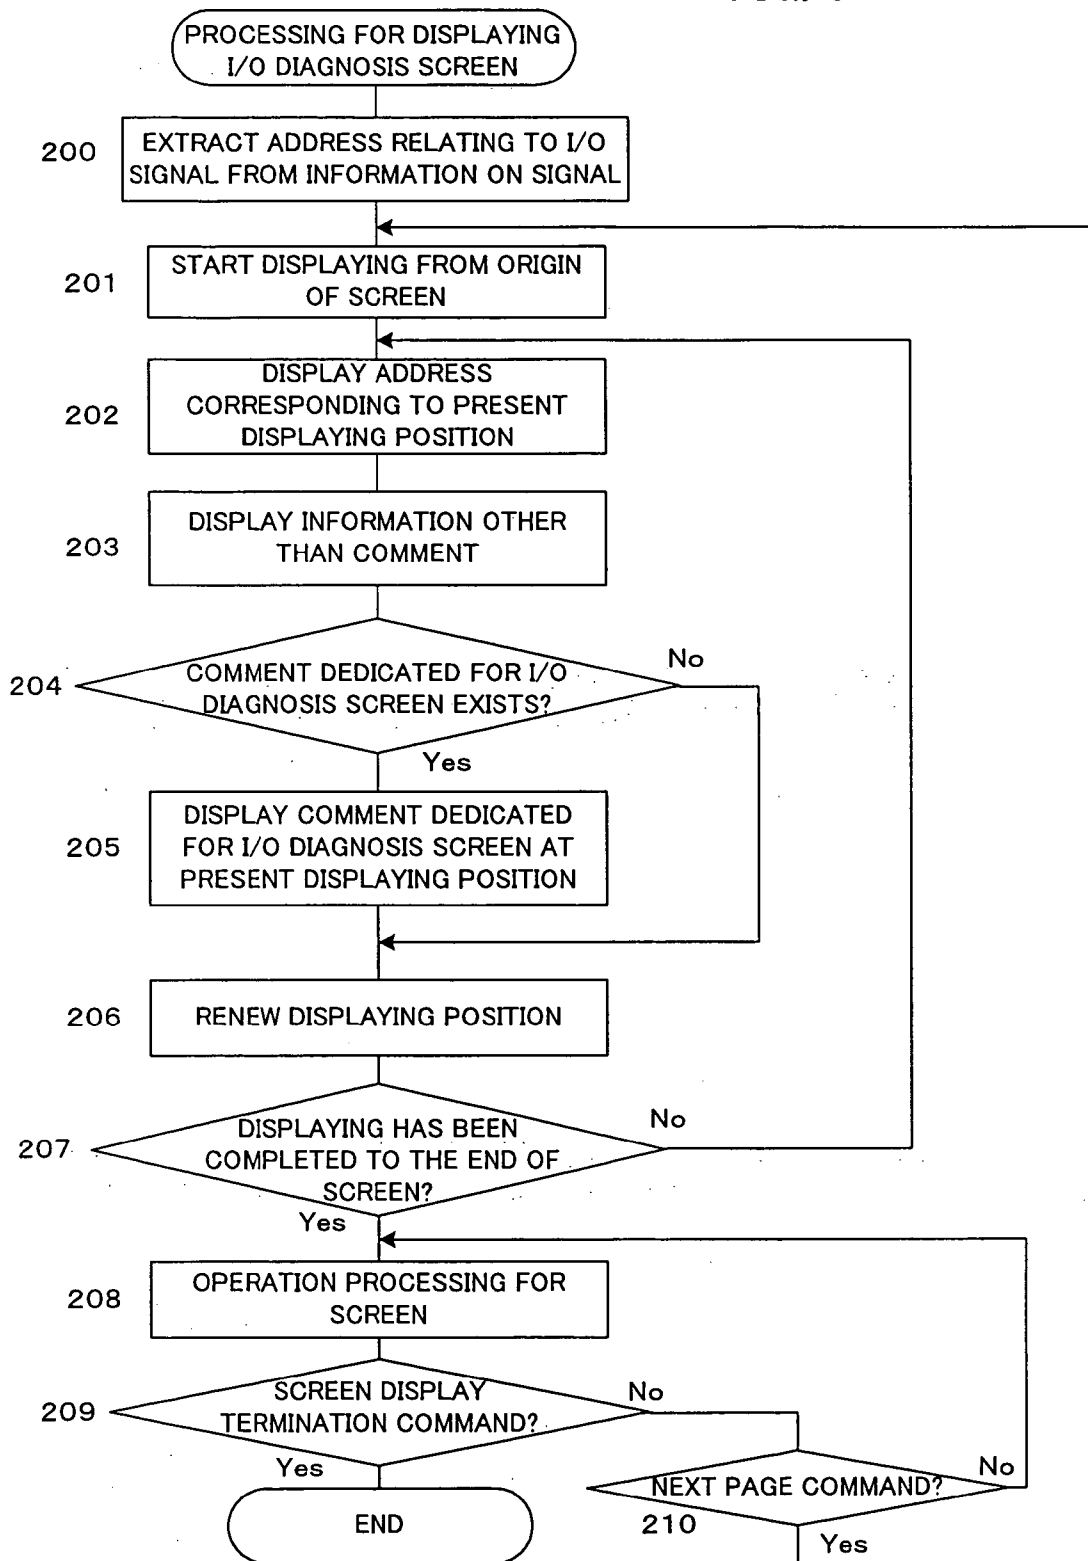 PROCESSING FOR DISPLAYING
I/O DIAGNOSIS SCREEN
200
EXTRACT ADDRESS RELATING TO I/O
SIGNAL FROM INFORMATION ON SIGNAL
201
START DISPLAYING FROM ORIGIN
OF SCREEN
202
DISPLAY ADDRESS
CORRESPONDING TO PRESENT
DISPLAYING POSITION
203
DISPLAY INFORMATION OTHER
THAN COMMENT
204
COMMENT DEDICATED FOR I/O
DIAGNOSIS SCREEN EXISTS?
No
Yes
205
DISPLAY COMMENT DEDICATED
FOR I/O DIAGNOSIS SCREEN AT
PRESENT DISPLAYING POSITION
206
RENEW DISPLAYING POSITION
207
DISPLAYING HAS BEEN
COMPLETED TO THE END OF
SCREEN?
No
Yes
208
OPERATION PROCESSING FOR
SCREEN
209
SCREEN DISPLAY
TERMINATION COMMAND?
No
Yes
NEXT PAGE COMMAND?
No
210
Yes
END